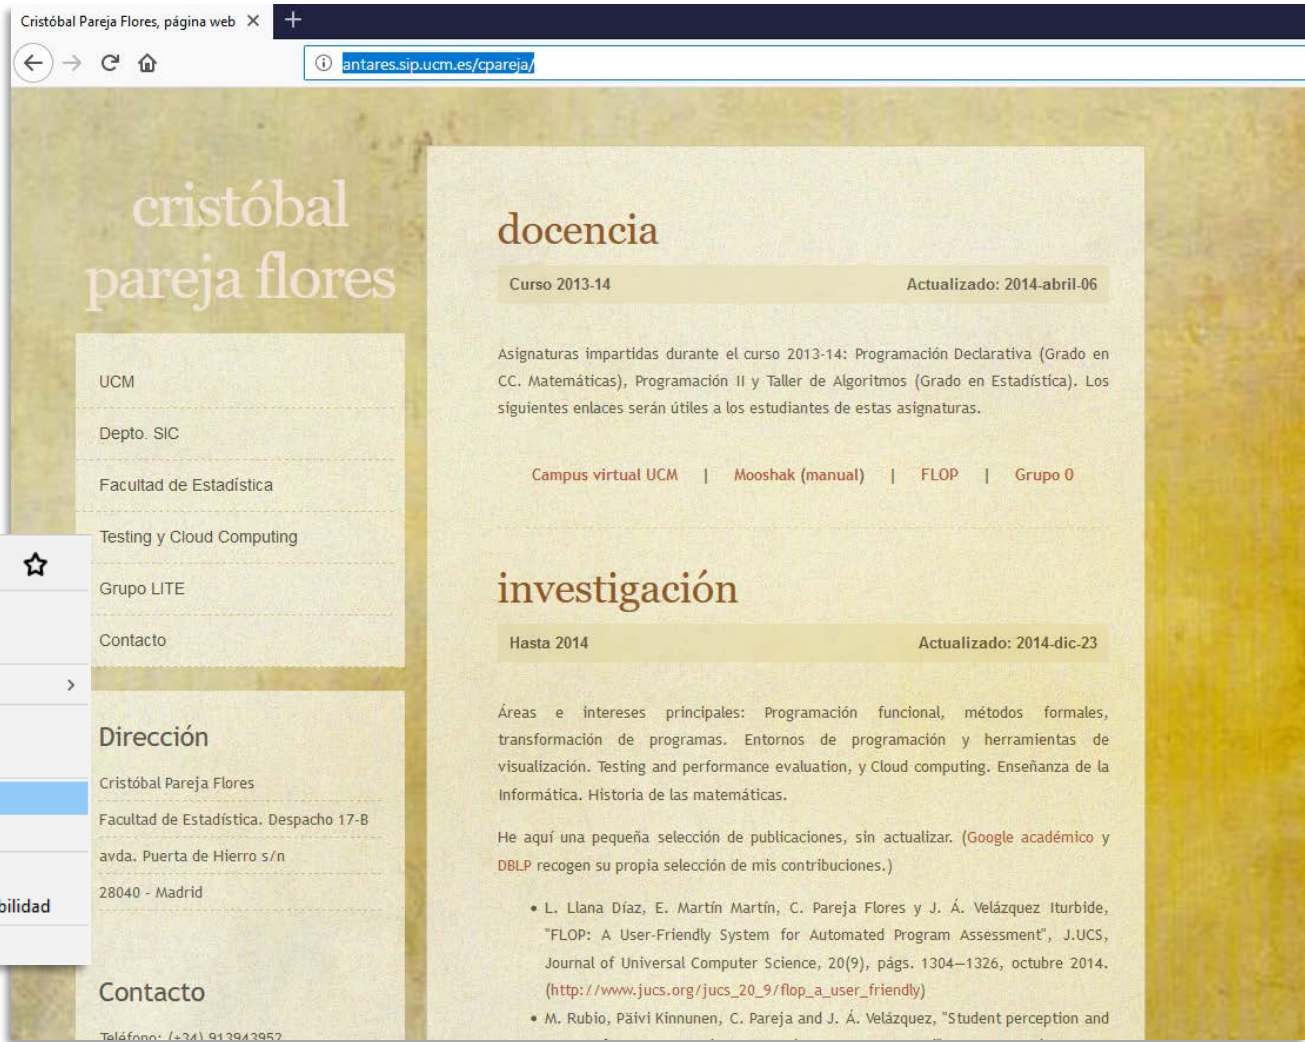 Cristóbal Pareja Flores, página web
antares.sip.ucm.es/cpareja/
cristóbal
pareja flores
UCM
Depto. SIC
Facultad de Estadística
Testing y Cloud Computing
Grupo LITE
Contacto
bilidad
Dirección
Cristóbal Pareja Flores
Facultad de Estadística. Despacho 17-B
avda. Puerta de Hierro s/n
28040 - Madrid
Contacto
Teléfono: (+34) 913943952
docencia
Curso 2013-14 Actualizado: 2014-abril-06
Asignaturas impartidas durante el curso 2013-14: Programación Declarativa (Grado en
CC. Matemáticas), Programación II y Taller de Algoritmos (Grado en Estadística). Los
siguientes enlaces serán útiles a los estudiantes de estas asignaturas.
Campus virtual UCM | Mooshak (manual) | FLOP | Grupo 0
investigación
Hasta 2014 Actualizado: 2014-dic-23
Áreas e intereses principales: Programación funcional, métodos formales,
transformación de programas. Entornos de programación y herramientas de
visualización. Testing and performance evaluation, y Cloud computing. Enseñanza de la
Informática. Historia de las matemáticas.
He aquí una pequeña selección de publicaciones, sin actualizar. (Google académico y
DBLP recogen su propia selección de mis contribuciones.)
• L. Llana Díaz, E. Martín Martín, C. Pareja Flores y J. Á. Velázquez Iturbide,
"FLOP: A User-Friendly System for Automated Program Assessment", J.UCS,
Journal of Universal Computer Science, 20(9), págs. 1304—1326, octubre 2014.
(http://www.jucs.org/jucs_20_9/flop_a_user_friendly)
• M. Rubio, Päivi Kinnunen, C. Pareja and J. Á. Velázquez, "Student perception and